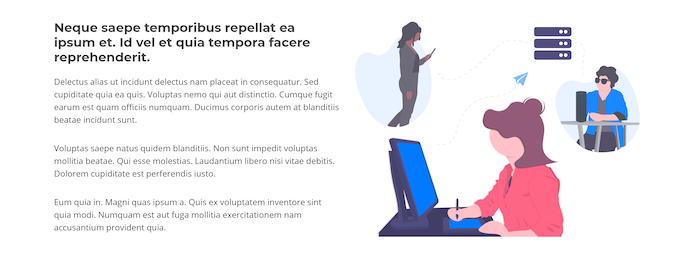 Neque saepe temporibus repellat ea
ipsum et. Id vel et quia tempora facere
reprehenderit.
Delectus alias ut incidunt delectus nam placeat in consequatur. Sed
cupiditate quia ea quis. Voluptas nemo qui aut distinctio. Cumque fugit
earum est quam officiis numquam. Ducimus corporis autem at blanditiis
beatae incidunt sunt.
Voluptas saepe natus quidem blanditiis. Non sunt impedit voluptas
mollitia beatae. Qui esse molestias. Laudantium libero nisi vitae debitis.
Dolorem cupiditate est perferendis iusto.
Eum quia in. Magni quas ipsum a. Quis ex voluptatem inventore sint
quia modi. Numquam est aut fuga mollitia exercitationem nam
accusantium provident quia.